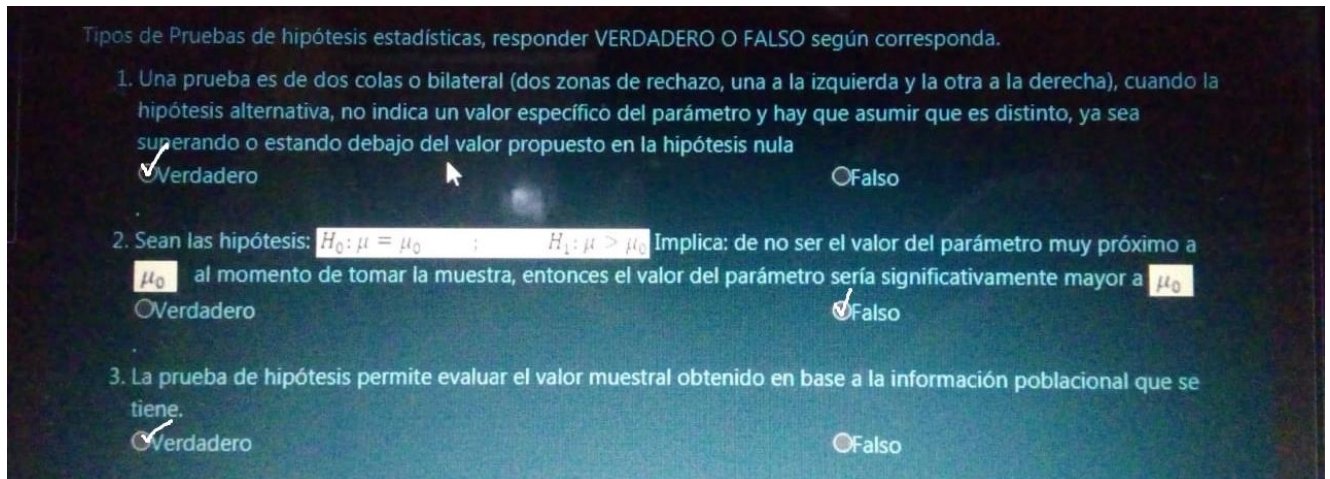 Tipos de Pruebas de hipótesis estadísticas, responder VERDADERO O FALSO según corresponda.
1. Una prueba es de dos colas o bilateral (dos zonas de rechazo, una a la izquierda y la otra a la derecha), cuando la
hipótesis alternativa, no indica un valor específico del parámetro y hay que asumir que es distinto, ya sea
superando o estando debajo del valor propuesto en la hipótesis nula
Verdadero Falso
2. Sean las hipótesis: H₀: μ = μ₀ ; H₁: μ > μ₀ Implica: de no ser el valor del parámetro muy próximo a
μ₀ al momento de tomar la muestra, entonces el valor del parámetro sería significativamente mayor a μ₀
Verdadero Falso
3. La prueba de hipótesis permite evaluar el valor muestral obtenido en base a la información poblacional que se
tiene.
Verdadero Falso